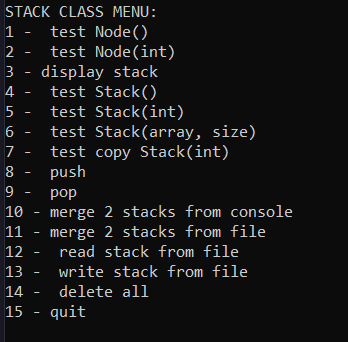 STACK CLASS MENU:
1 -  test Node()
2 -  test Node(int)
3 - display stack
4 -  test Stack()
5 -  test Stack(int)
6 -  test Stack(array, size)
7 -  test copy Stack(int)
8 -  push
9 -  pop
10 - merge 2 stacks from console
11 - merge 2 stacks from file
12 -  read stack from file
13 -  write stack from file
14 -  delete all
15 - quit